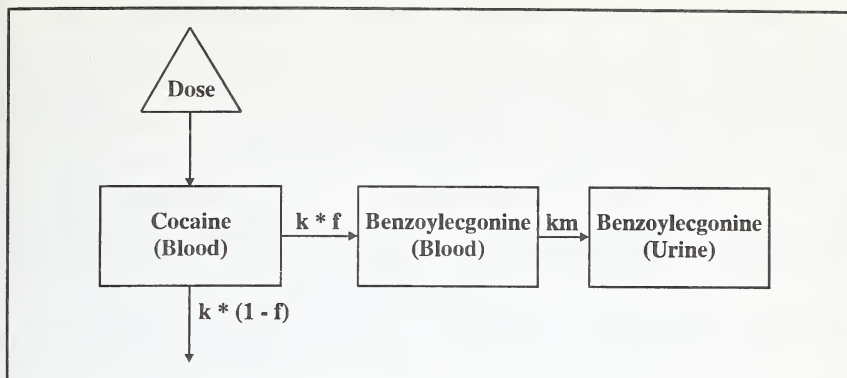 Dose
Cocaine
(Blood)
k * f
Benzoylecgonine
(Blood)
km
Benzoylecgonine
(Urine)
k * (1 - f)